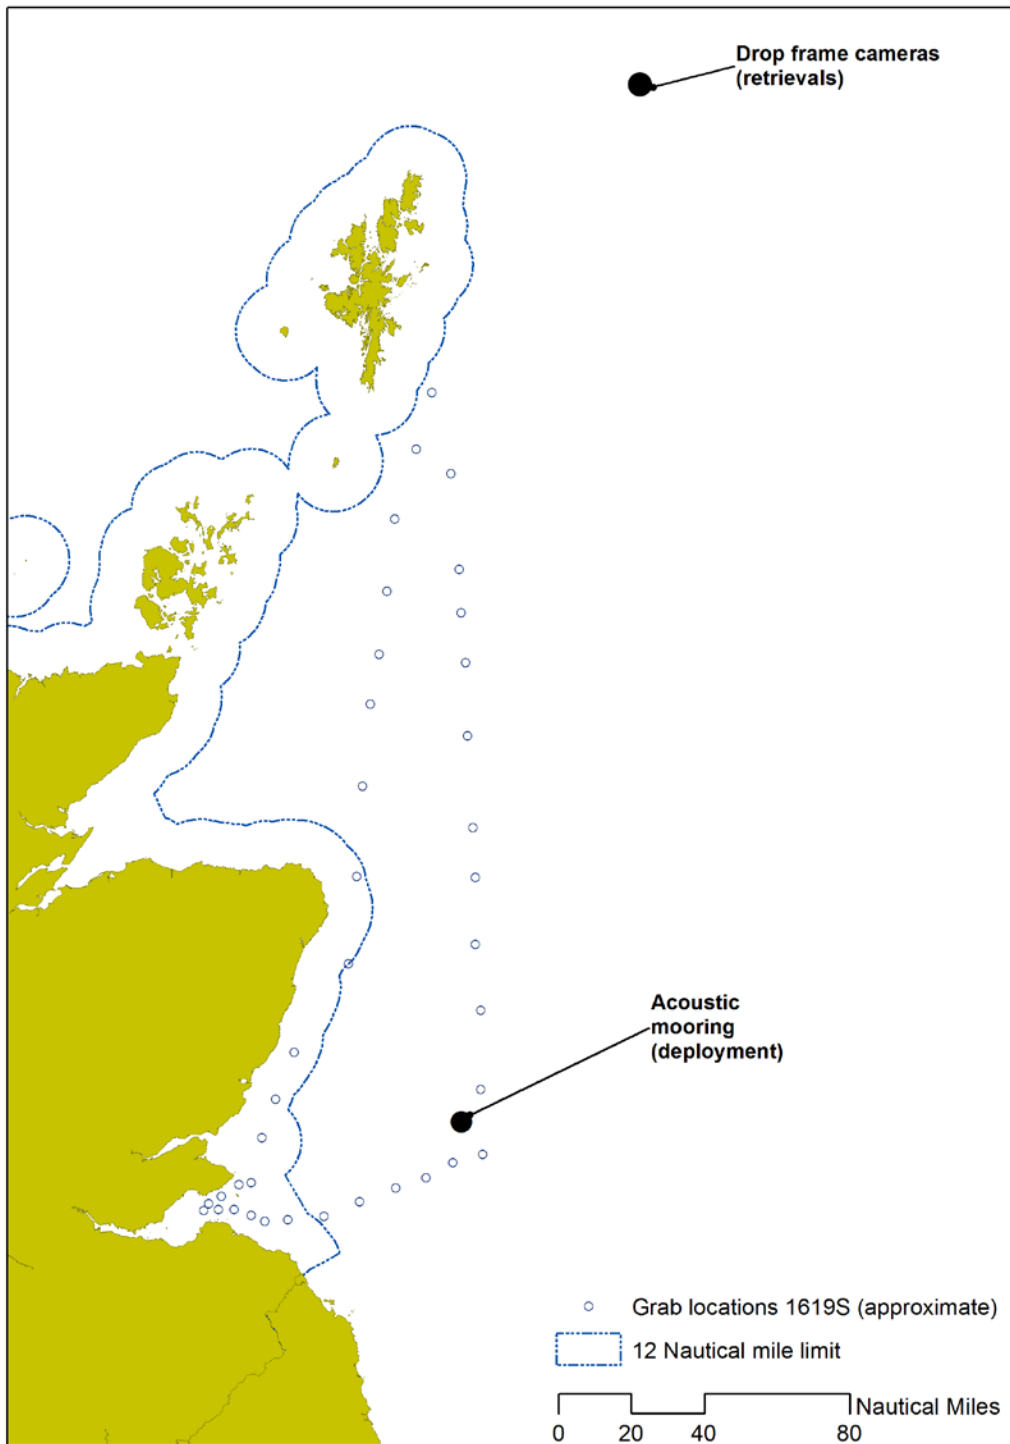 Drop frame cameras
(retrievals)
Acoustic
mooring
(deployment)
Grab locations 1619S (approximate)
12 Nautical mile limit
Nautical Miles
0 20 40 80